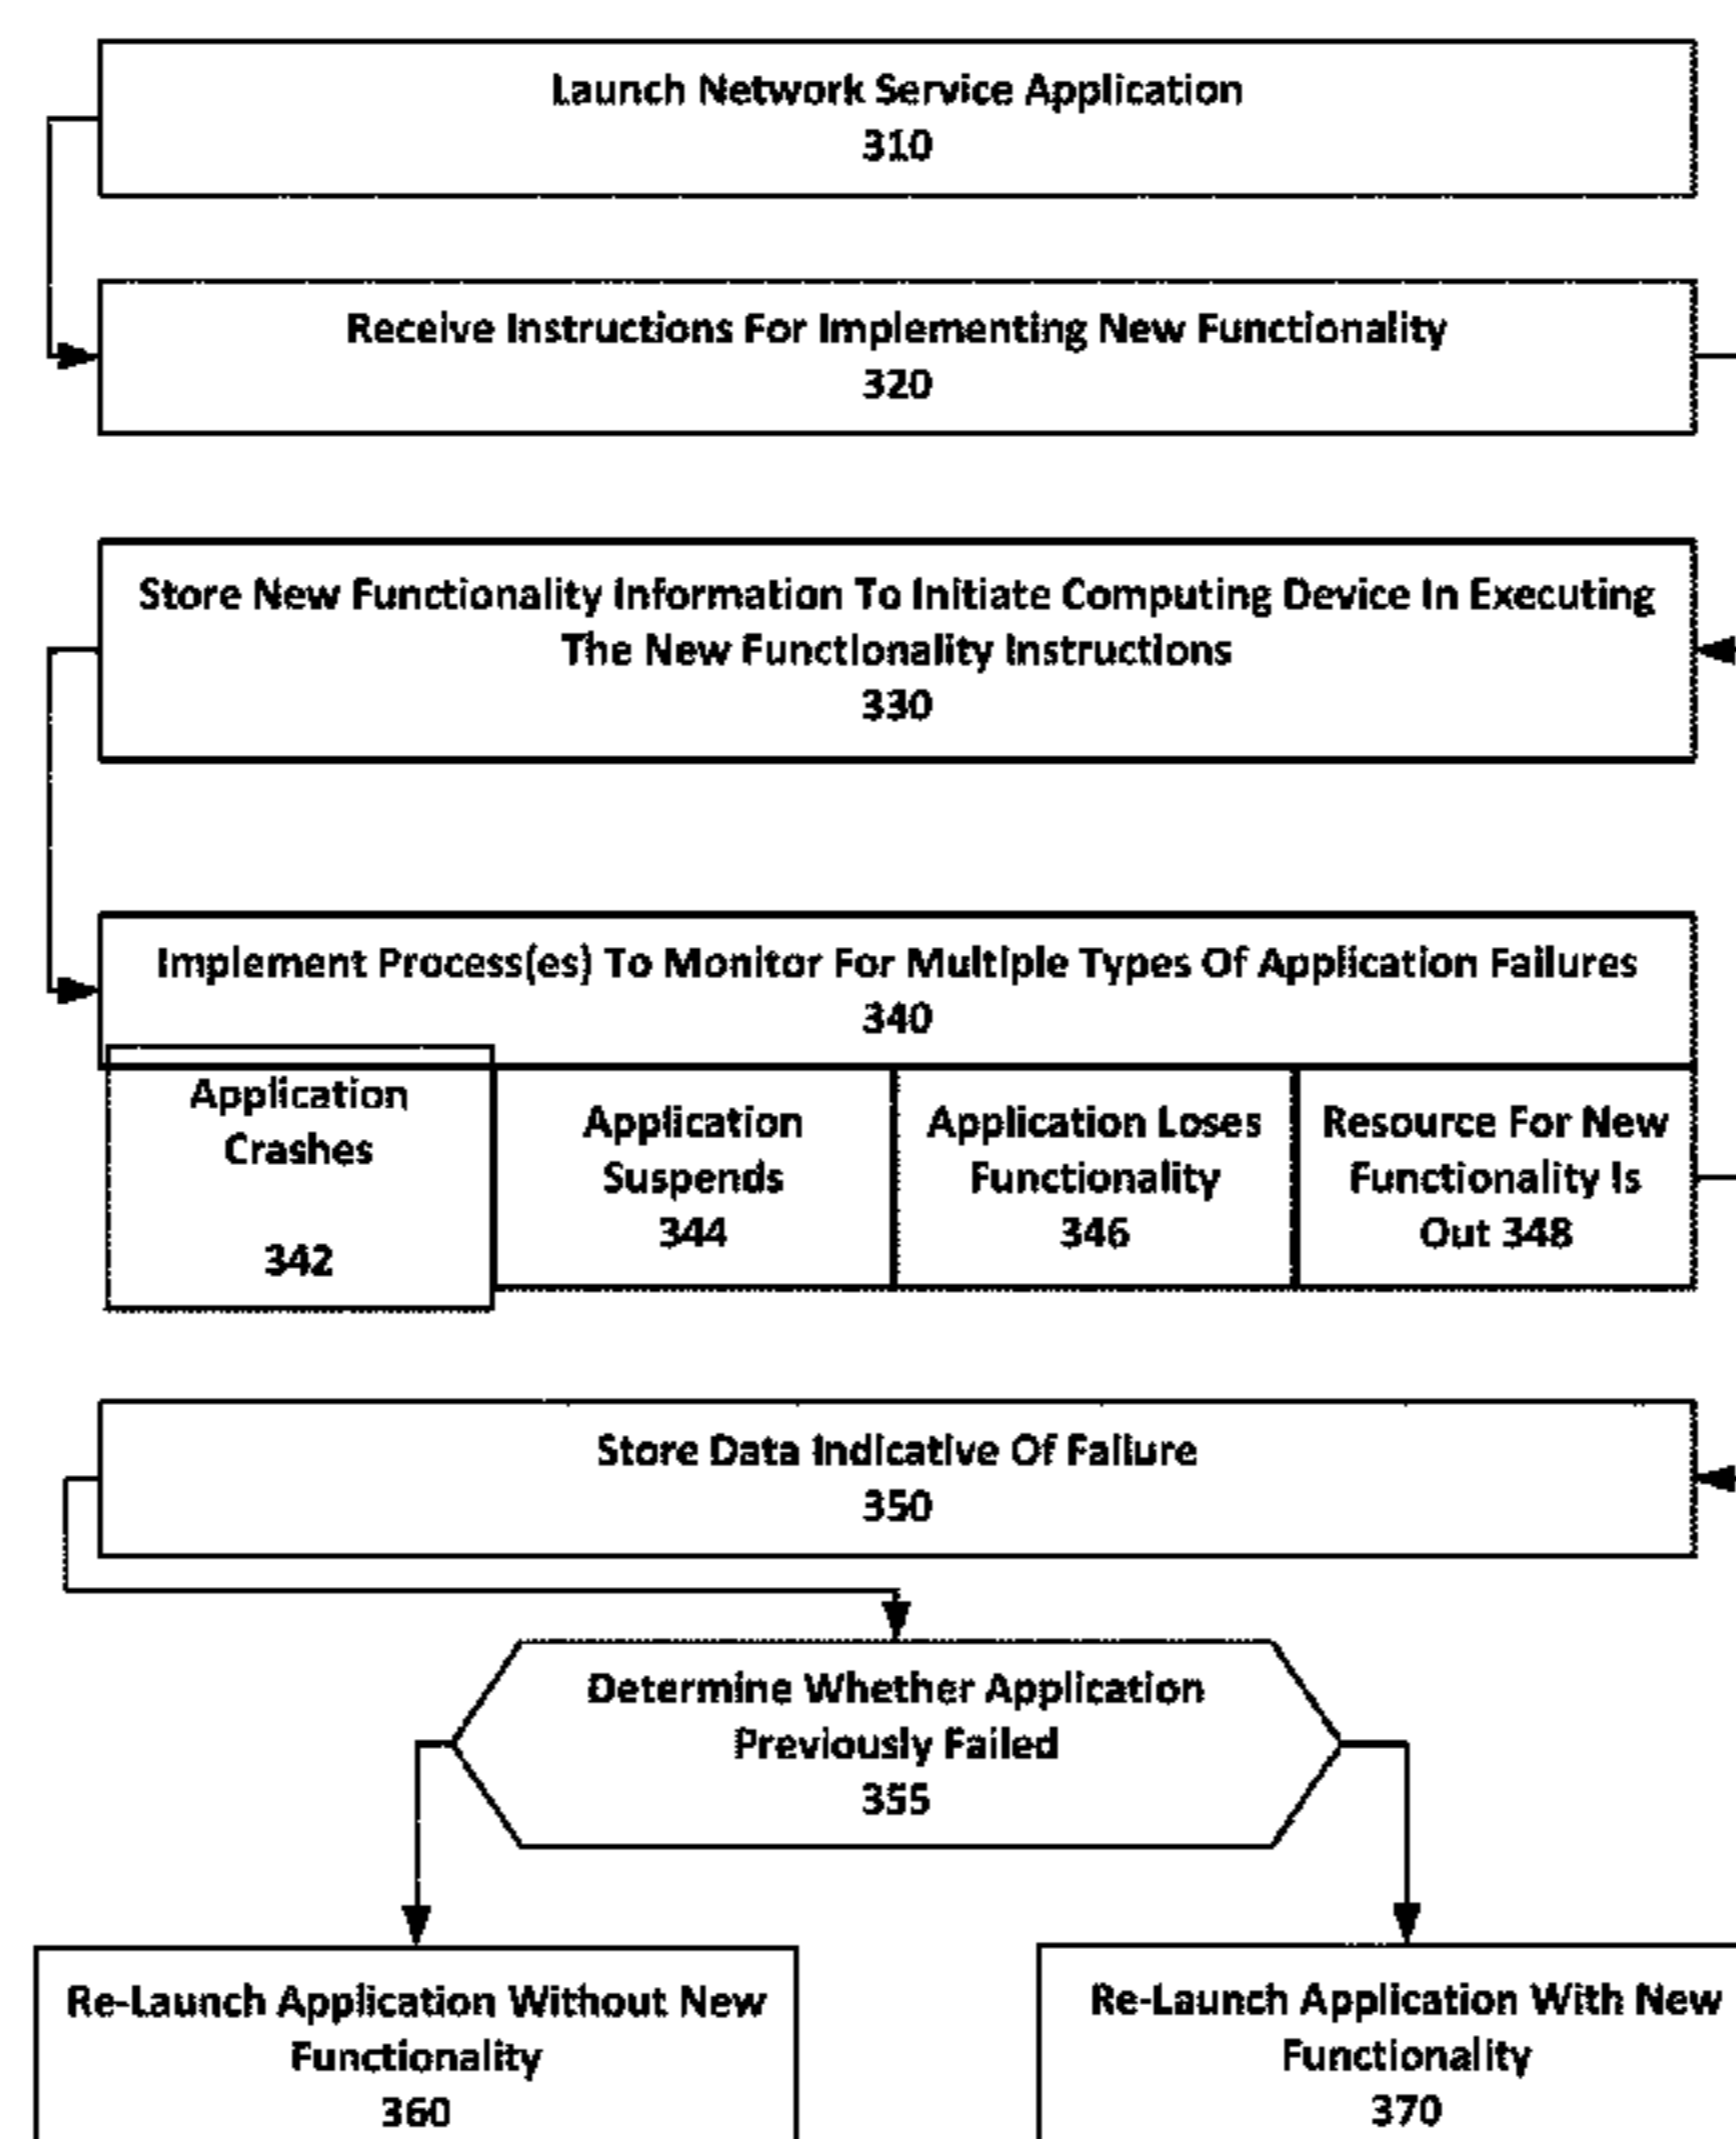 Launch Network Service Application
310
Receive Instructions For Implementing New Functionality
320
Store New Functionality Information To Initiate Computing Device In Executing
The New Functionality Instructions
330
Implement Process(es) To Monitor For Multiple Types Of Application Failures
340
Application
Crashes
342
Application
Suspends
344
Application Loses
Functionality
346
Resource For New
Functionality Is
Out 348
Store Data Indicative Of Failure
350
Determine Whether Application
Previously Failed
355
Re-Launch Application Without New
Functionality
360
Re-Launch Application With New
Functionality
370